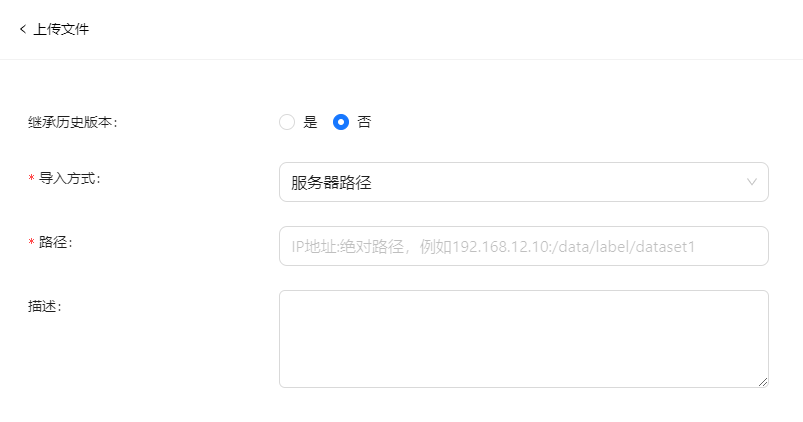 上传文件
继承历史版本：
是 否
* 导入方式：
服务器路径
* 路径：
IP地址:绝对路径，例如192.168.12.10:/data/label/dataset1
描述：